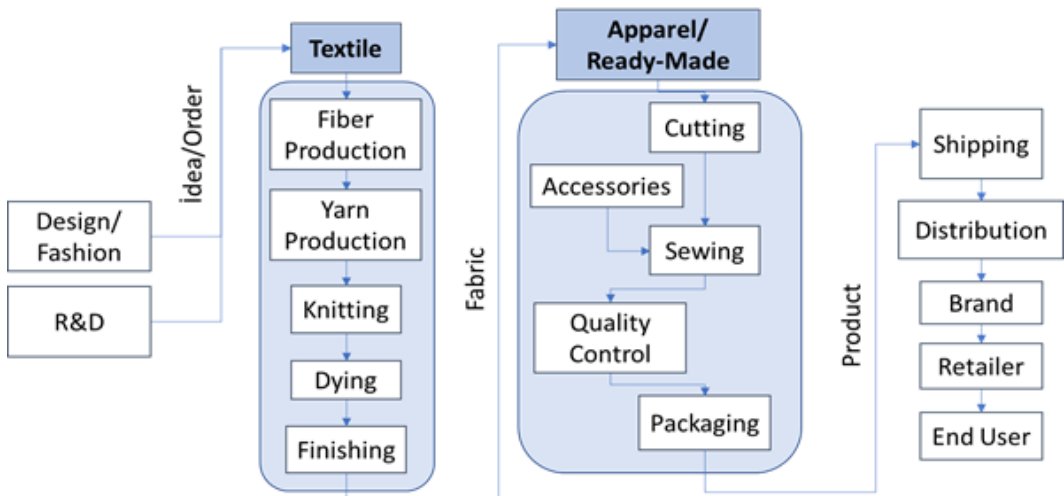 Design/
Fashion
R&D
idea/Order
Textile
Fiber
Production
Yarn
Production
Knitting
Dying
Finishing
Fabric
Apparel/
Ready-Made
Cutting
Accessories
Sewing
Quality
Control
Packaging
Product
Shipping
Distribution
Brand
Retailer
End User